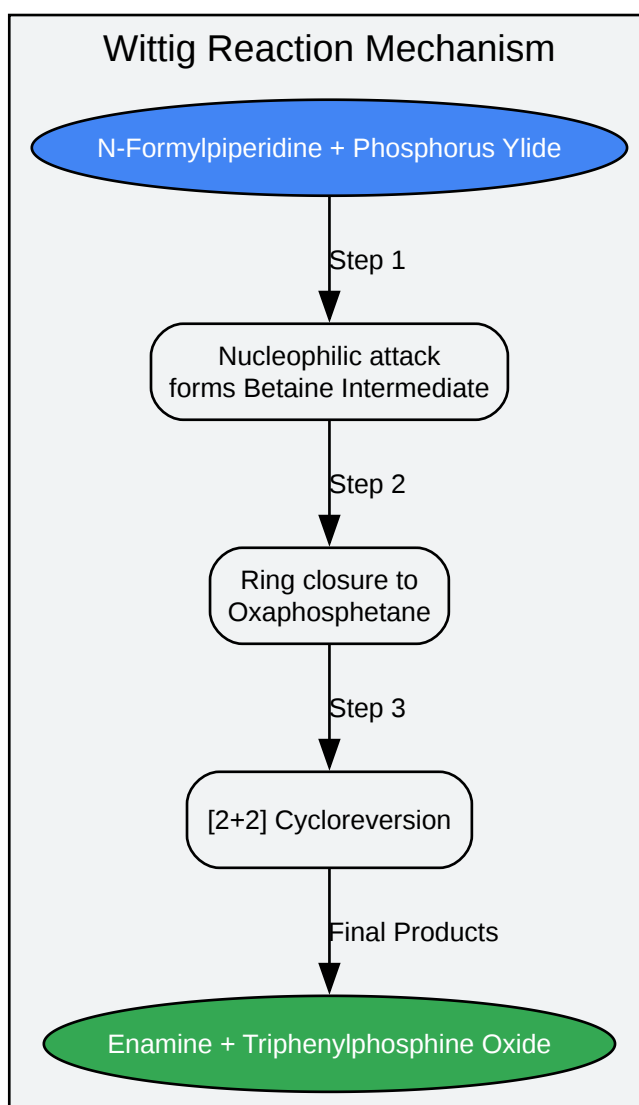 Wittig Reaction Mechanism
N-Formylpiperidine + Phosphorus Ylide
Step 1
Nucleophilic attack
forms Betaine Intermediate
Step 2
Ring closure to
Oxaphosphetane
Step 3
[2+2] Cycloreversion
Final Products
Enamine + Triphenylphosphine Oxide